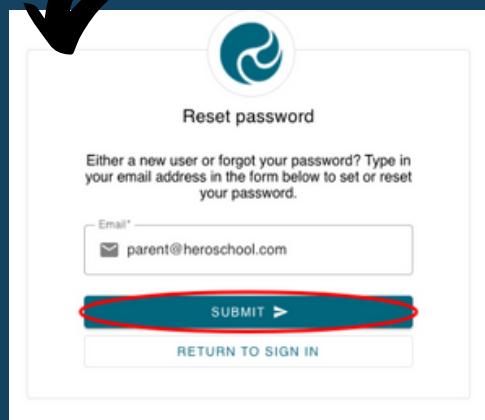 Reset password
Either a new user or forgot your password? Type in
your email address in the form below to set or reset
your password.
Email*
parent@heroschool.com
SUBMIT
RETURN TO SIGN IN